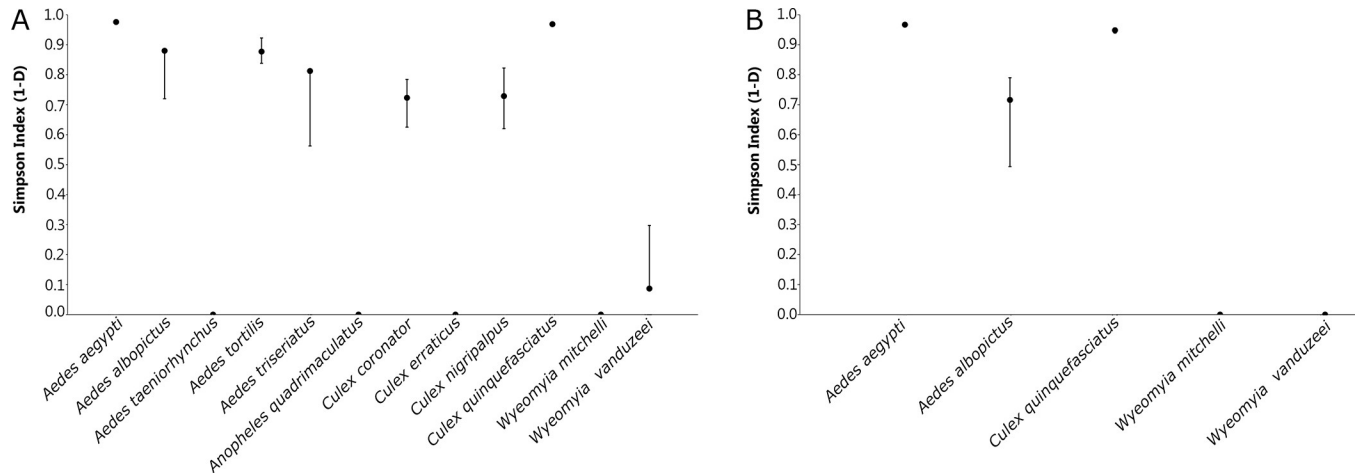 A
Simpson Index (1-D)
1.0
0.9
0.8
0.7
0.6
0.5
0.4
0.3
0.2
0.1
0.0
Aedes aegypti
Aedes albopictus
Aedes taeniorhynchus
Aedes tortilis
Aedes triseriatus
Anopheles quadrimaculatus
Culex coronator
Culex erraticus
Culex nigripalpus
Culex quinquefasciatus
Wyeomyia mitchelli
Wyeomyia vanduzeei
B
Simpson Index (1-D)
1.0
0.9
0.8
0.7
0.6
0.5
0.4
0.3
0.2
0.1
0.0
Aedes aegypti
Aedes albopictus
Culex quinquefasciatus
Wyeomyia mitchelli
Wyeomyia vanduzeei